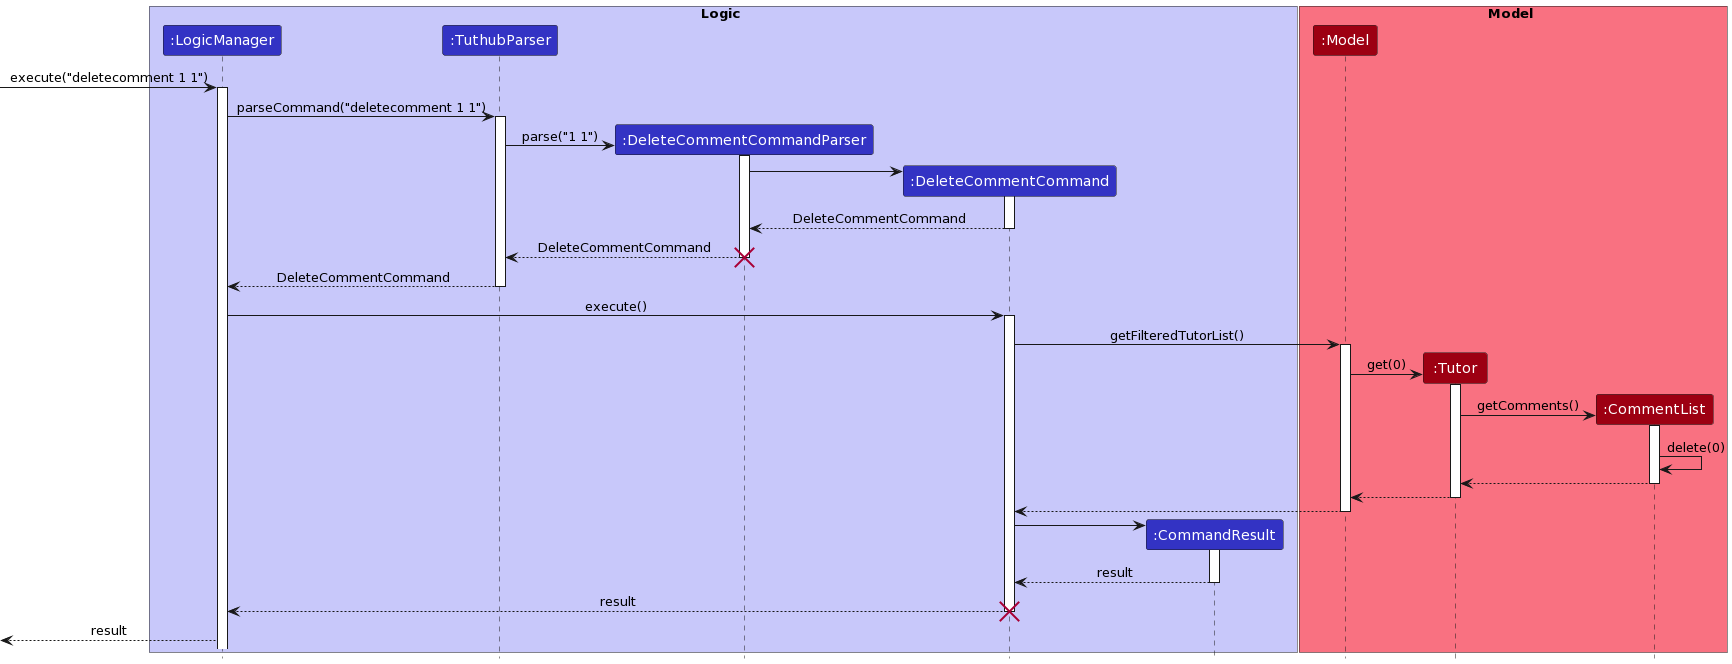 Logic
Model
:LogicManager
:TuthubParser
:Model
execute("deletecomment 1 1")
parseCommand("deletecomment 1 1")
parse("1 1")
:DeleteCommentCommandParser
:DeleteCommentCommand
DeleteCommentCommand
DeleteCommentCommand
DeleteCommentCommand
execute()
getFilteredTutorList()
get(0)
:Tutor
getComments()
:CommentList
delete(0)
:CommandResult
result
result
result